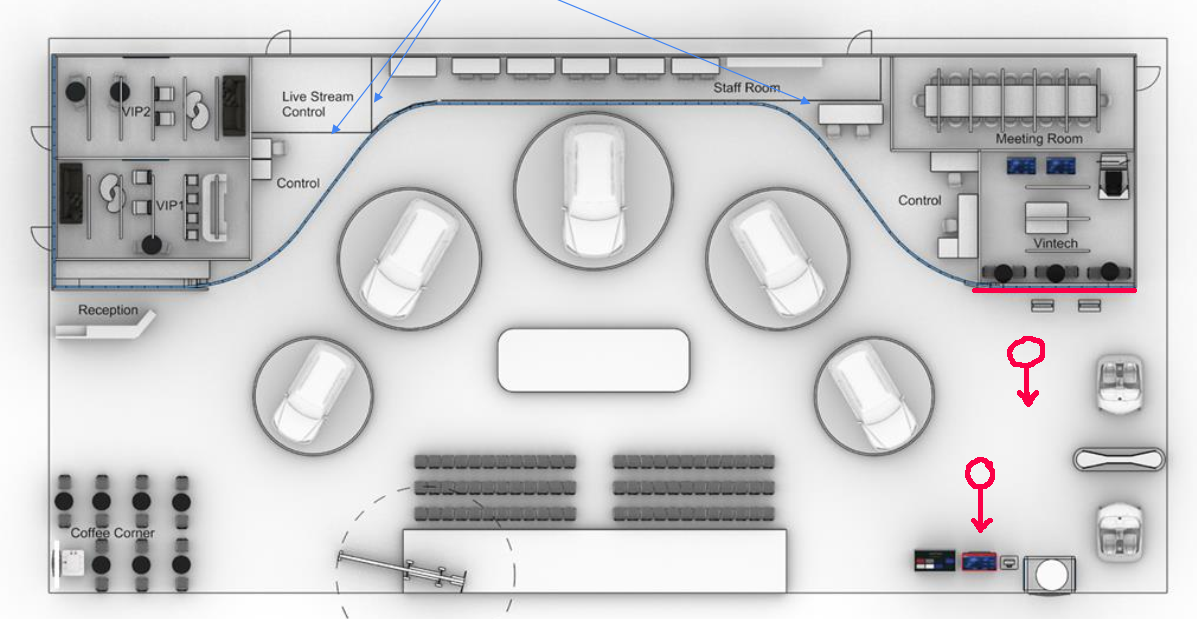 Live Stream
Control
Staff Room
VIP2
Meeting Room
Control
VIP1
Control
Vintech
Reception
Coffee Corner